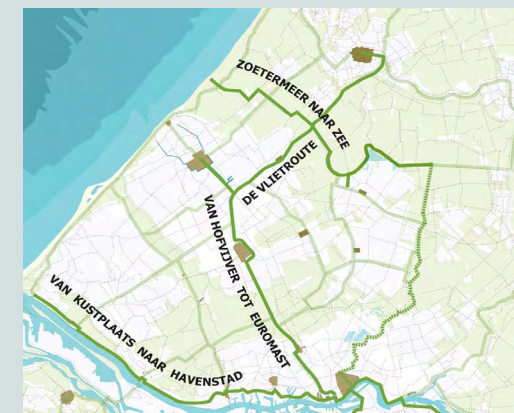 ZOETERMEER NAAR ZEE
DE VLIETROUTE
VAN HOFVIJVER TOT EUROMAST
VAN KUSTPLAATS NAAR HAVENSTAD